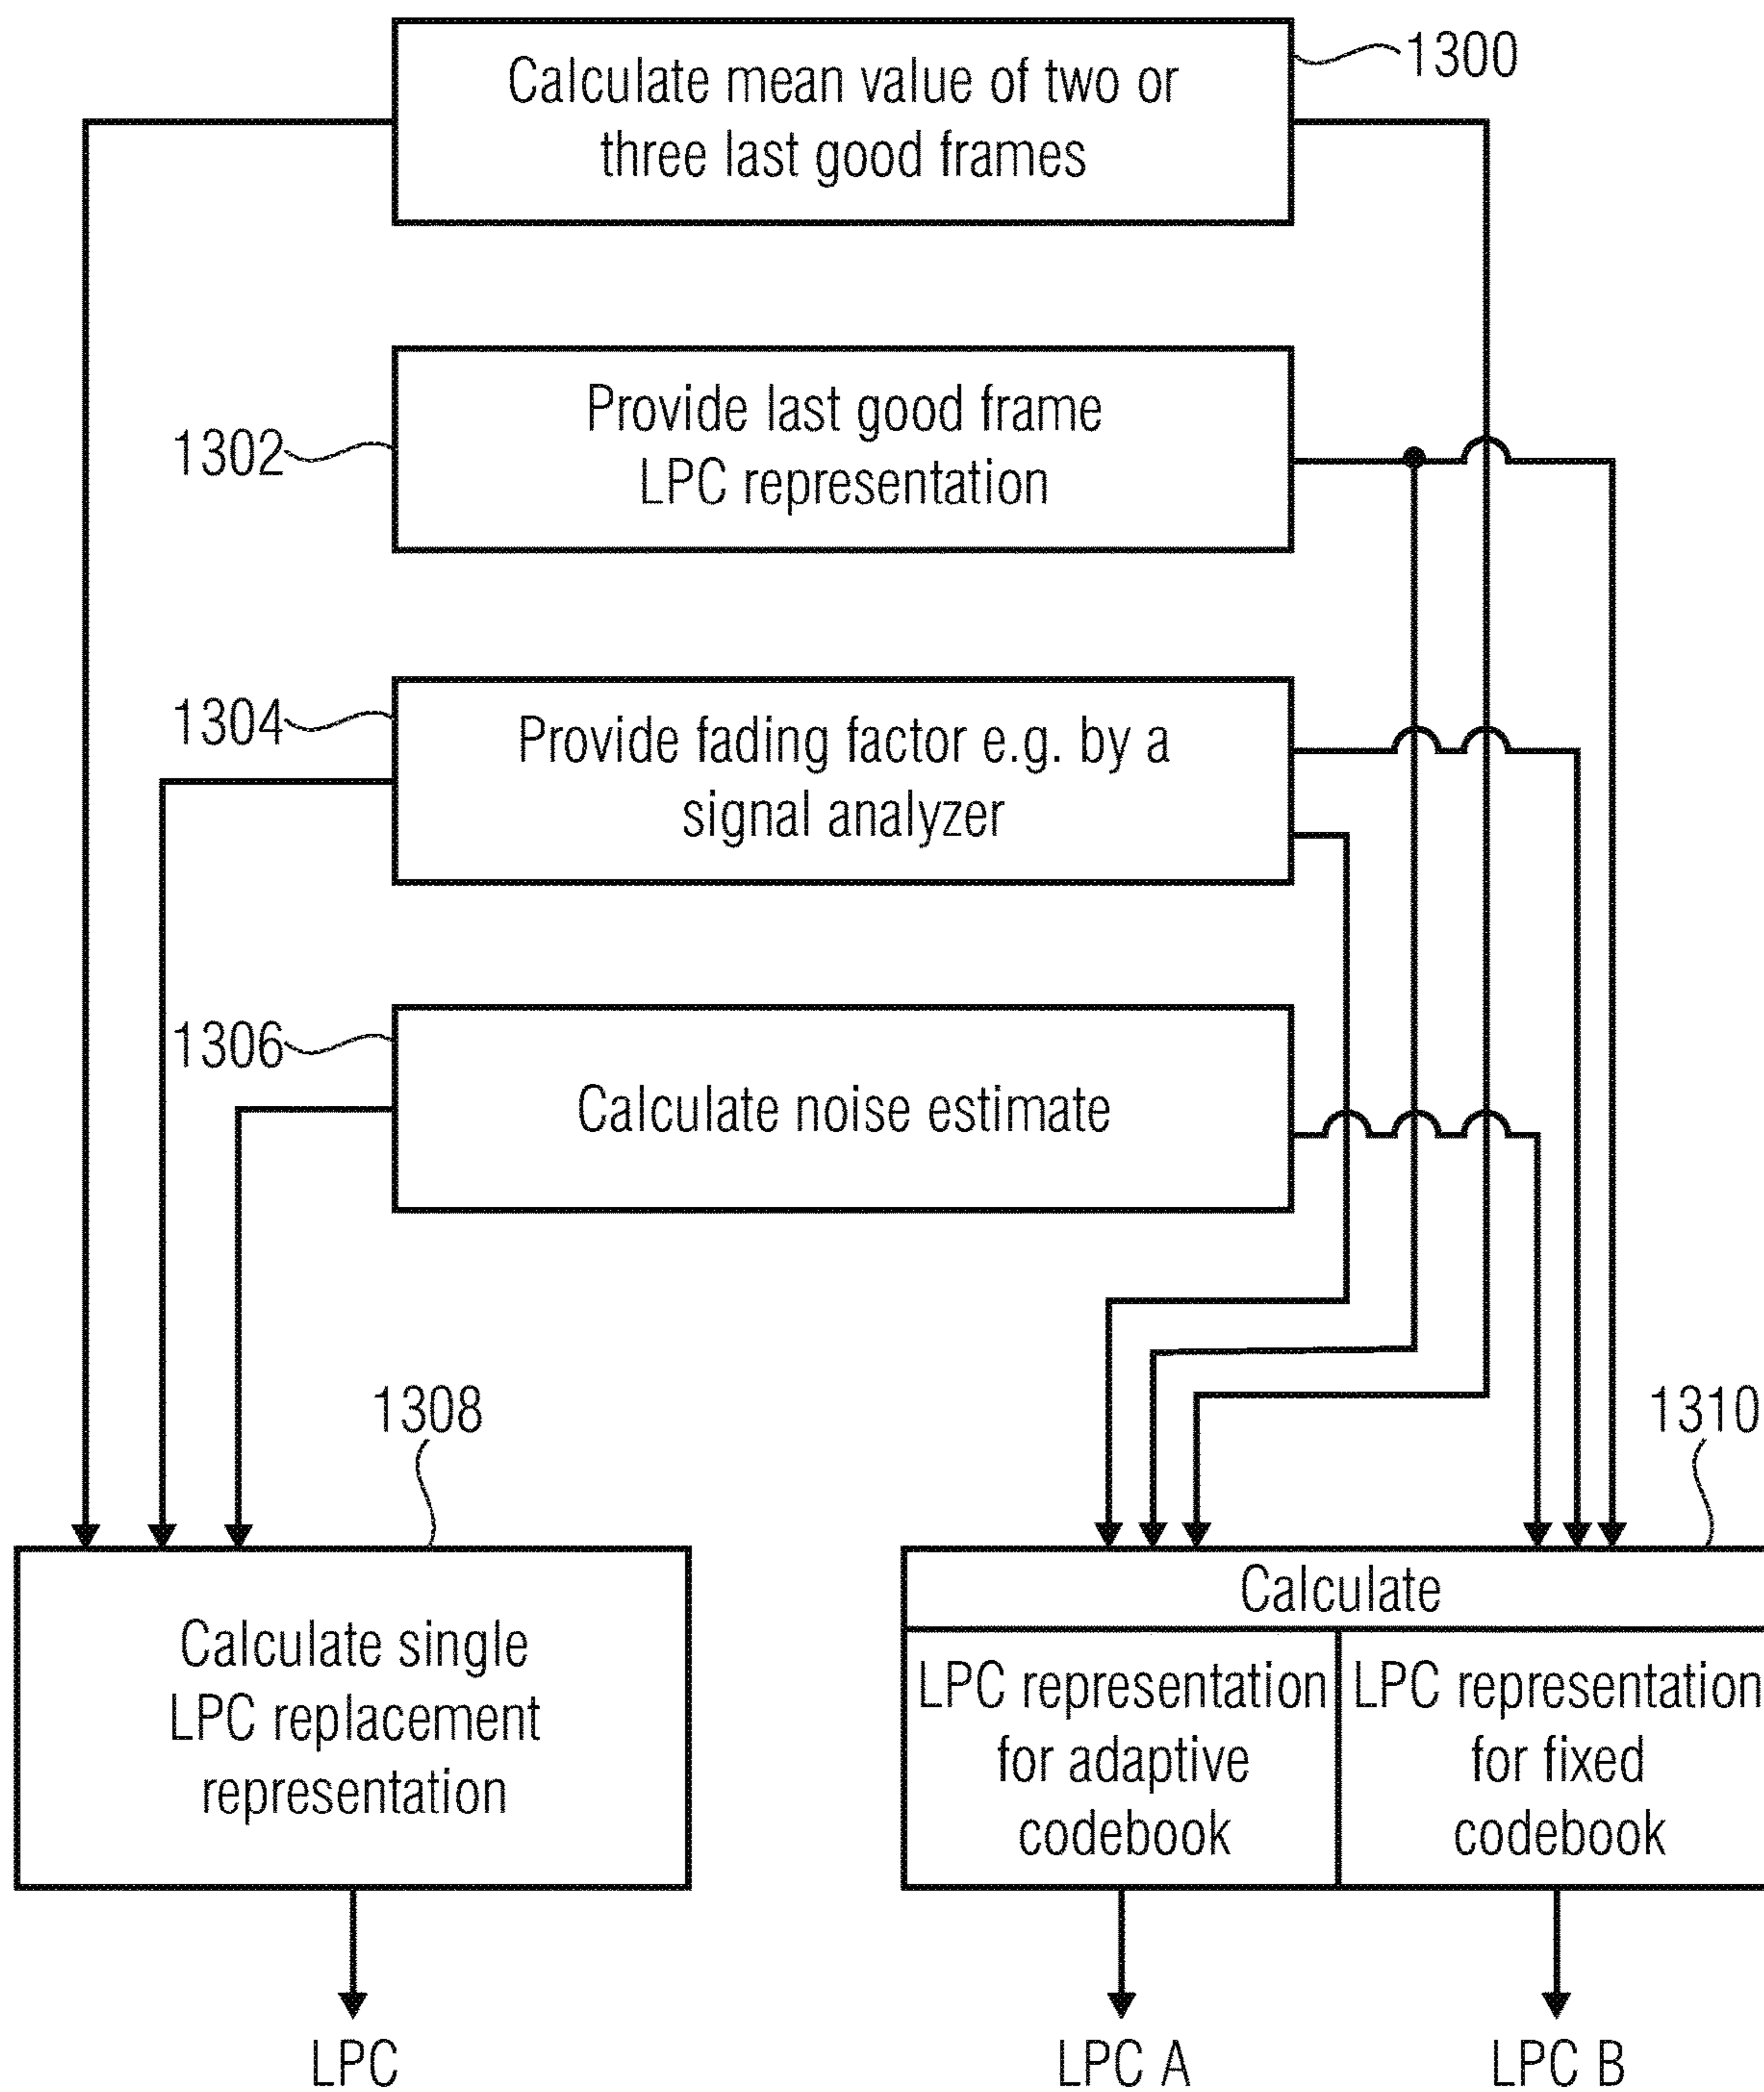 Calculate mean value of two or
three last good frames
1300
Provide last good frame
LPC representation
1302
1304
Provide fading factor e.g. by a
signal analyzer
1306
Calculate noise estimate
1308
1310
Calculate single
LPC replacement
representation
Calculate
LPC representation
for adaptive
codebook
LPC representation
for fixed
codebook
LPC
LPC A
LPC B